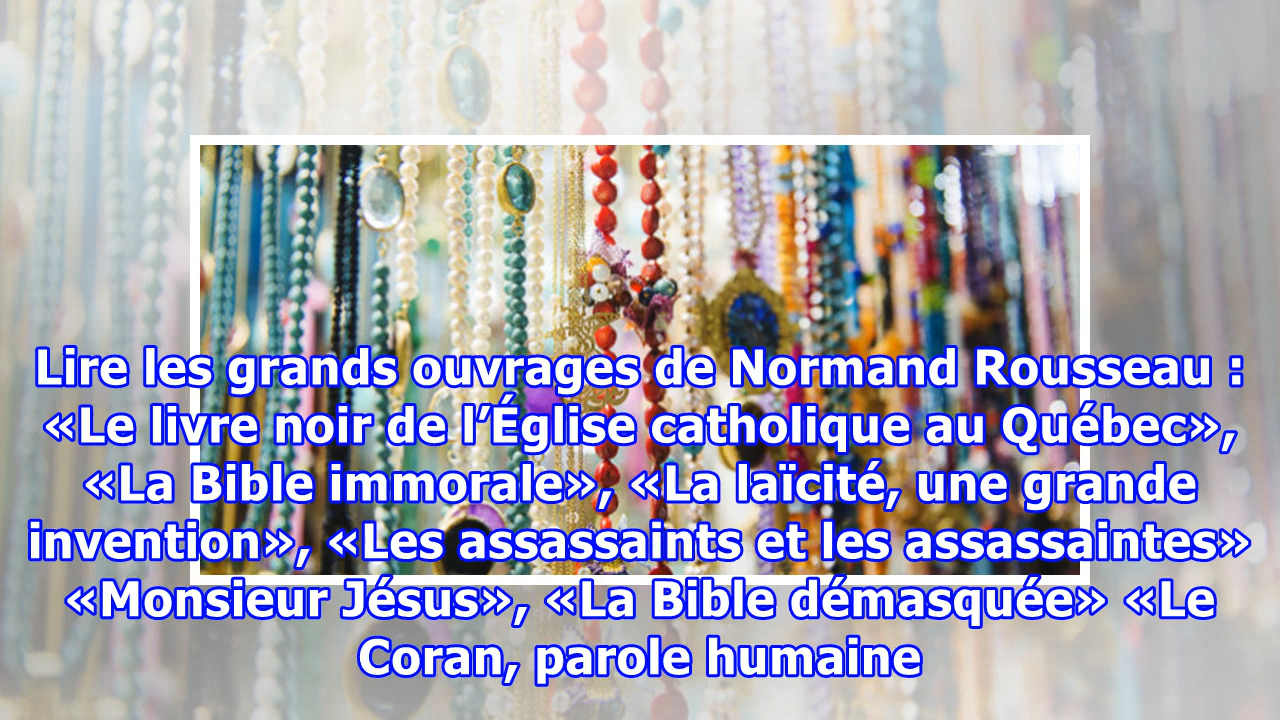 Lire les grands ouvrages de Normand Rousseau :
«Le livre noir de l’Église catholique au Québec»,
«La Bible immorale», «La laïcité, une grande
invention», «Les assassaints et les assassaintes»
«Monsieur Jésus», «La Bible démasquée» «Le
Coran, parole humaine